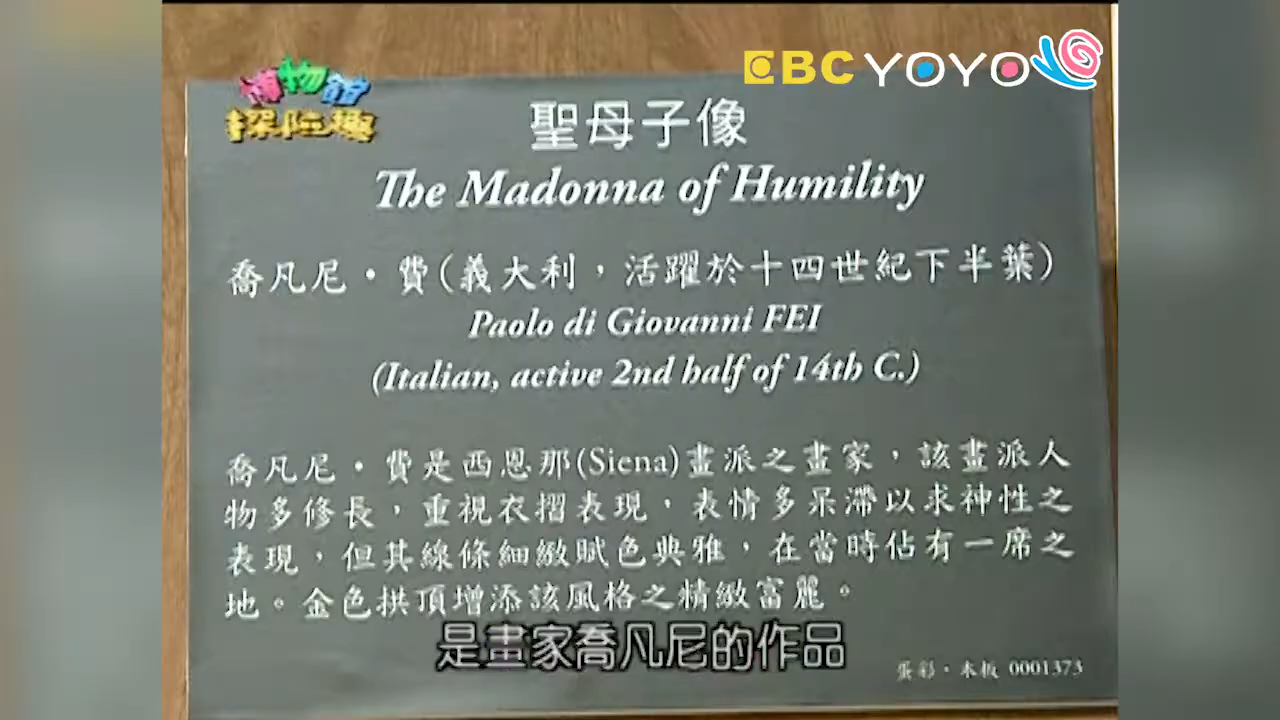 EBC YOYO
博物館
探險趣
聖母子像
The Madonna of Humility
喬凡尼・費(義大利，活躍於十四世紀下半葉)
Paolo di Giovanni FEI
(Italian, active 2nd half of 14th C.)
喬凡尼・費是西恩那(Siena)畫派之畫家，該畫派人
物多修長，重視衣摺表現，表情多呆滯以求神性之
表現，但其線條細緻賦色典雅，在當時佔有一席之
地。金色拱頂增添該風格之精緻富麗。
是畫家喬凡尼的作品
蛋彩・木板 0001373